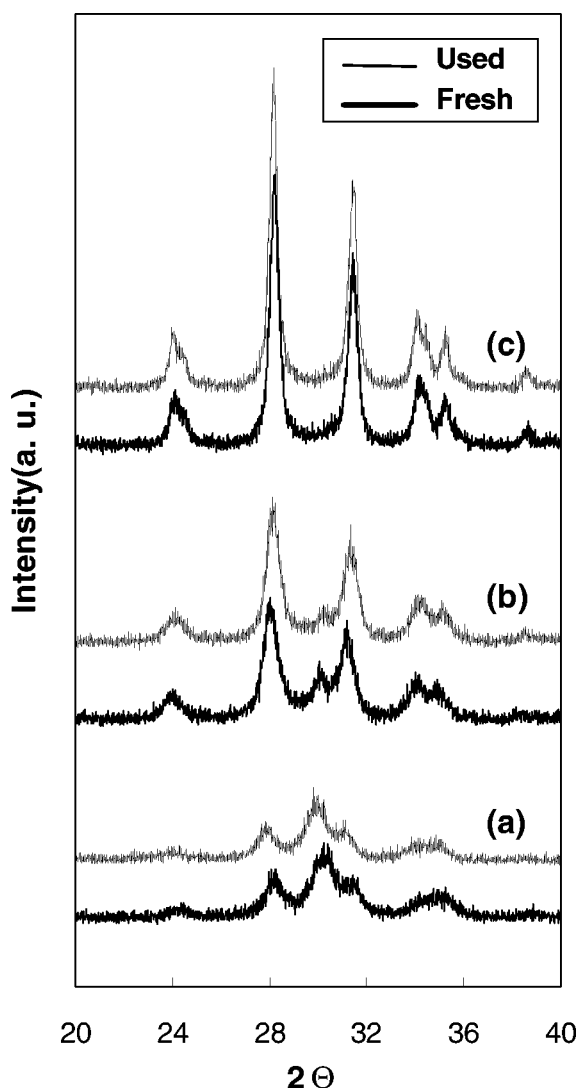 Used
Fresh
(c)
(b)
(a)
Intensity(a. u.)
20 24 28 32 36 40
2 Θ